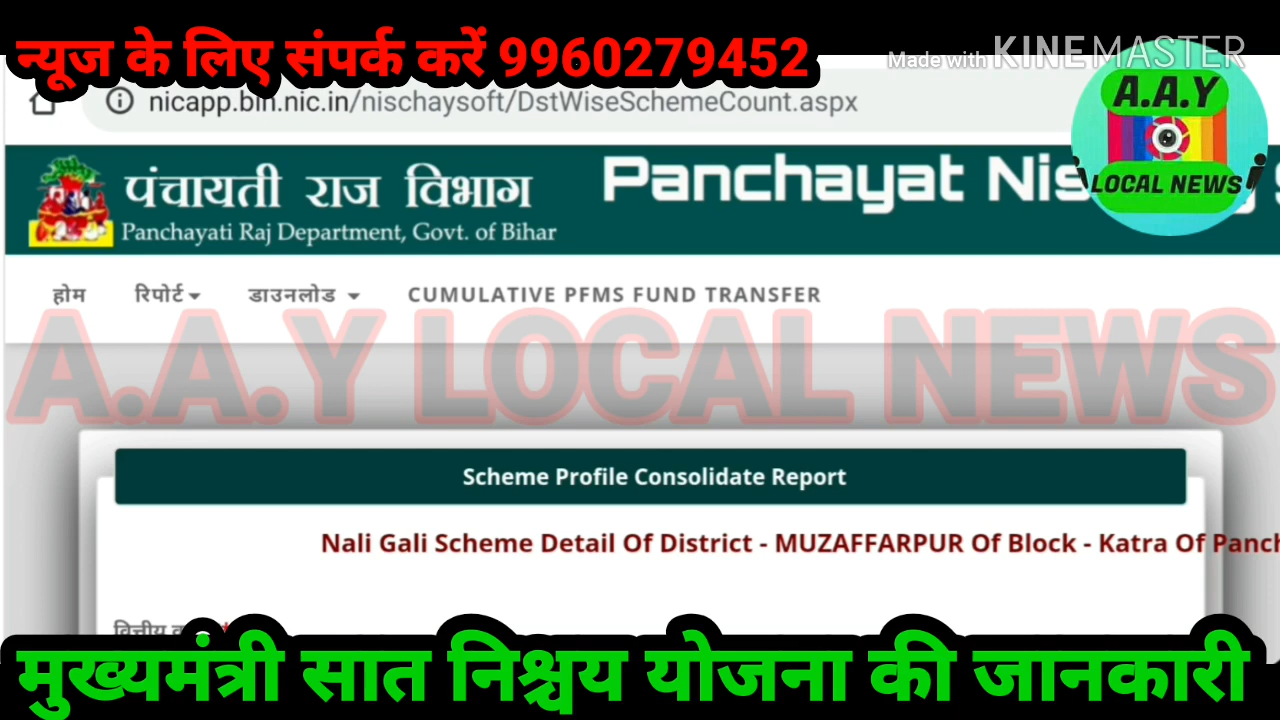 न्यूज के लिए संपर्क करें 9960279452
Made with KINEMASTER
nicapp.bih.nic.in/nischaysoft/DstWiseSchemeCount.aspx
A.A.Y
LOCAL NEWS
पंचायती राज विभाग
Panchayati Raj Department, Govt. of Bihar
Panchayat
होम रिपोर्ट डाउनलोड CUMULATIVE PFMS FUND TRANSFER
A.A.Y LOCAL NEWS
Scheme Profile Consolidate Report
Nali Gali Scheme Detail Of District - MUZAFFARPUR Of Block - Katra Of Panch
वित्तीय
मुख्यमंत्री सात निश्चय योजना की जानकारी